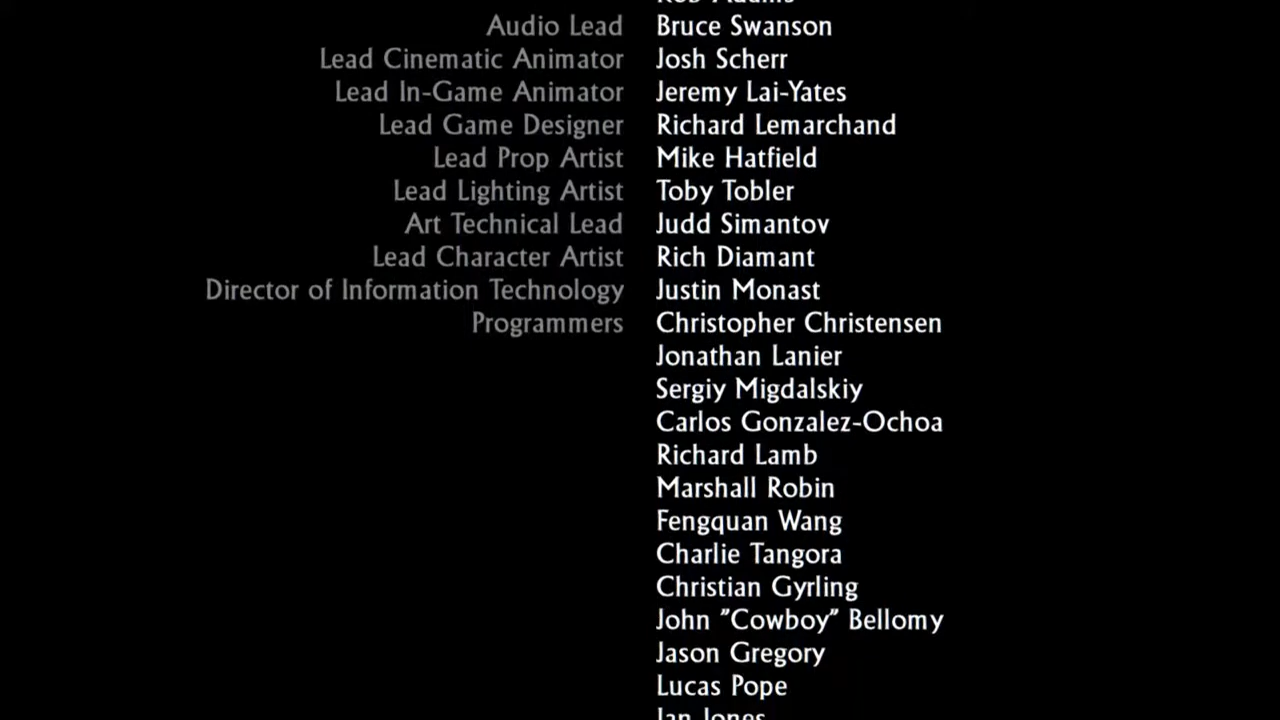 Audio Lead Bruce Swanson
Lead Cinematic Animator Josh Scherr
Lead In-Game Animator Jeremy Lai-Yates
Lead Game Designer Richard Lemarchand
Lead Prop Artist Mike Hatfield
Lead Lighting Artist Toby Tobler
Art Technical Lead Judd Simantov
Lead Character Artist Rich Diamant
Director of Information Technology Justin Monast
Programmers Christopher Christensen
Jonathan Lanier
Sergiy Migdalskiy
Carlos Gonzalez-Ochoa
Richard Lamb
Marshall Robin
Fengquan Wang
Charlie Tangora
Christian Gyrling
John "Cowboy" Bellomy
Jason Gregory
Lucas Pope